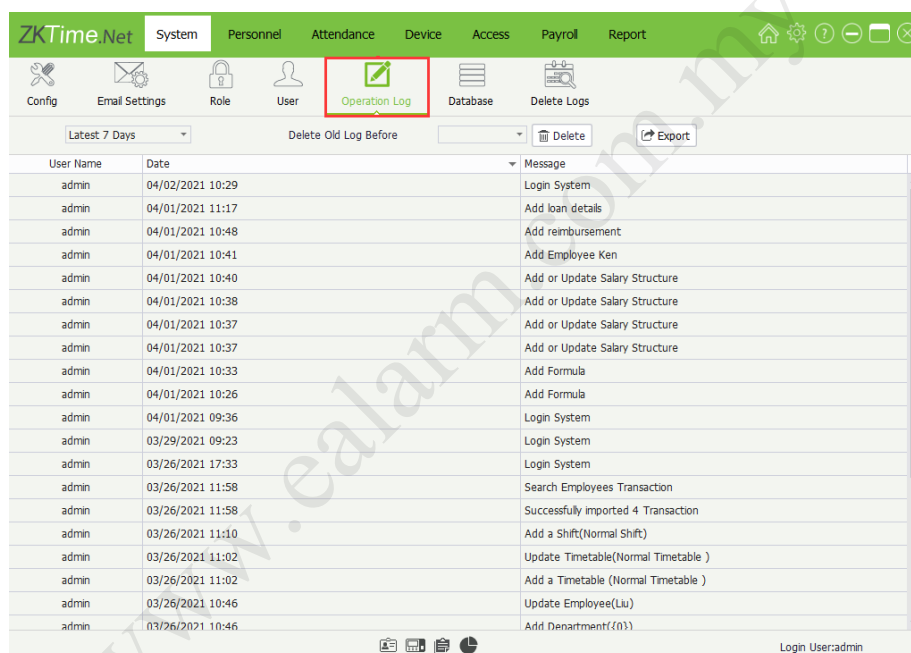 ZKTime.Net System Personnel Attendance Device Access Payroll Report
Config Email Settings Role User Operation Log Database Delete Logs
Latest 7 Days Delete Old Log Before Delete Export
User Name Date Message
admin 04/02/2021 10:29 Login System
admin 04/01/2021 11:17 Add loan details
admin 04/01/2021 10:48 Add reimbursement
admin 04/01/2021 10:41 Add Employee Ken
admin 04/01/2021 10:40 Add or Update Salary Structure
admin 04/01/2021 10:38 Add or Update Salary Structure
admin 04/01/2021 10:37 Add or Update Salary Structure
admin 04/01/2021 10:37 Add or Update Salary Structure
admin 04/01/2021 10:33 Add Formula
admin 04/01/2021 10:26 Add Formula
admin 04/01/2021 09:36 Login System
admin 03/29/2021 09:23 Login System
admin 03/26/2021 17:33 Login System
admin 03/26/2021 11:58 Search Employees Transaction
admin 03/26/2021 11:58 Successfully imported 4 Transaction
admin 03/26/2021 11:10 Add a Shift(Normal Shift)
admin 03/26/2021 11:02 Update Timetable(Normal Timetable )
admin 03/26/2021 11:02 Add a Timetable (Normal Timetable )
admin 03/26/2021 10:46 Update Employee(Liu)
admin 03/26/2021 10:46 Add Department({0})
Login User:admin
www.ealarm.com.my